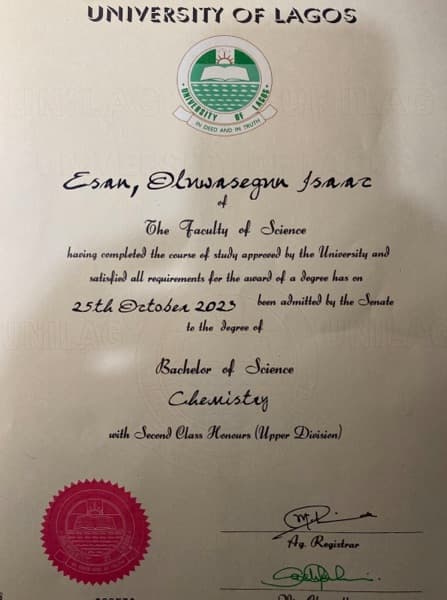 UNIVERSITY OF LAGOS
UNIVERSITY OF LAGOS
IN DEED AND IN TRUTH
Esan, Oluwasegun Isaac
of
The Faculty of Science
having completed the course of study approved by the University and
satisfied all requirements for the award of a degree has on
25th October 2023 been admitted by the Senate
to the degree of
Bachelor of Science
Chemistry
with Second Class Honours (Upper Division)
Ag. Registrar